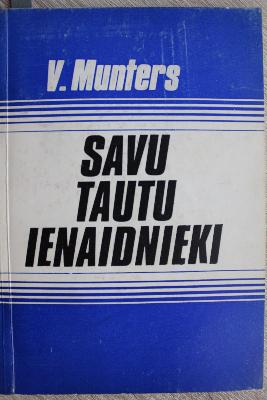 V. Munters
SAVU
TAUTU
IENAIDNIEKI